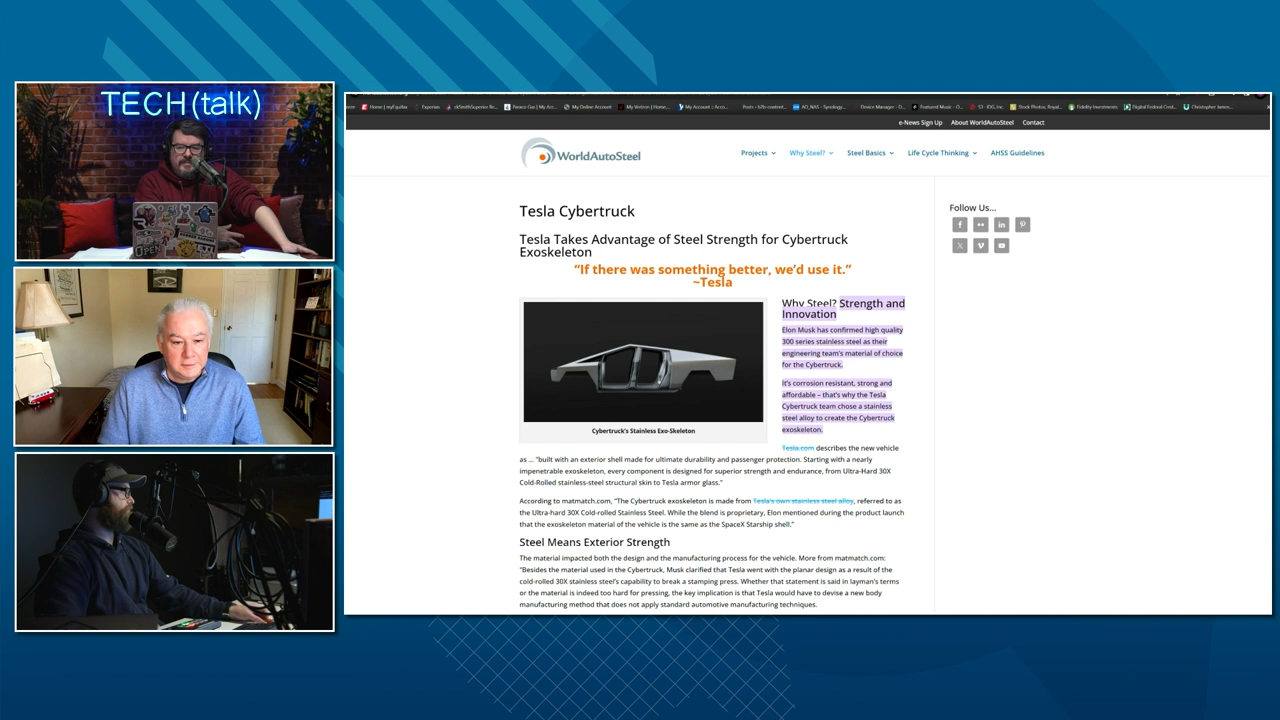 TECH(talk)
Home | myEquifax
Experian
Device Manager - D...
Fidelity Investments
Digital Federal Cred...
Christopher James...
e-News Sign Up About WorldAutoSteel Contact
WorldAutoSteel
Projects Why Steel? Steel Basics Life Cycle Thinking AHSS Guidelines
Tesla Cybertruck
Tesla Takes Advantage of Steel Strength for Cybertruck
Exoskeleton
“If there was something better, we’d use it.”
~Tesla
Cybertruck's Stainless Exo-Skeleton
Why Steel? Strength and
Innovation
Elon Musk has confirmed high quality
300 series stainless steel as their
engineering team’s material of choice
for the Cybertruck.
It’s corrosion resistant, strong and
affordable – that’s why the Tesla
Cybertruck team chose a stainless
steel alloy to create the Cybertruck
exoskeleton.
Tesla.com describes the new vehicle
as … “built with an exterior shell made for ultimate durability and passenger protection. Starting with a nearly
impenetrable exoskeleton, every component is designed for superior strength and endurance, from Ultra-Hard 30X
Cold-Rolled stainless-steel structural skin to Tesla armor glass.”
According to matmatch.com, “The Cybertruck exoskeleton is made from Tesla’s own stainless steel alloy, referred to as
the Ultra-hard 30X Cold-rolled Stainless Steel. While the blend is proprietary, Elon mentioned during the product launch
that the exoskeleton material of the vehicle is the same as the SpaceX Starship shell.”
Steel Means Exterior Strength
The material impacted both the design and the manufacturing process for the vehicle. More from matmatch.com:
“Besides the material used in the Cybertruck, Musk clarified that Tesla went with the planar design as a result of the
cold-rolled 30X stainless steel’s capability to break a stamping press. Whether that statement is said in layman’s terms
or the material is indeed too hard for pressing, the key implication is that Tesla would have to devise a new body
manufacturing method that does not apply standard automotive manufacturing techniques.
Follow Us...